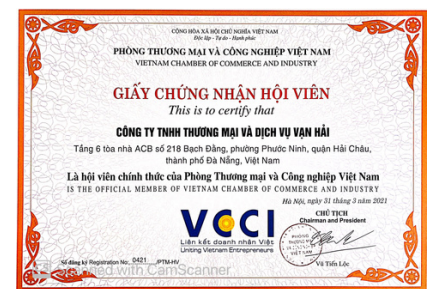 CỘNG HÒA XÃ HỘI CHỦ NGHĨA VIỆT NAM
Độc lập - Tự do - Hạnh phúc
PHÒNG THƯƠNG MẠI VÀ CÔNG NGHIỆP VIỆT NAM
VIETNAM CHAMBER OF COMMERCE AND INDUSTRY
GIẤY CHỨNG NHẬN HỘI VIÊN
This is to certify that
CÔNG TY TNHH THƯƠNG MẠI VÀ DỊCH VỤ VẠN HẢI
Tầng 6 tòa nhà ACB số 218 Bạch Đằng, phường Phước Ninh, quận Hải Châu,
thành phố Đà Nẵng, Việt Nam
Là hội viên chính thức của Phòng Thương mại và Công nghiệp Việt Nam
IS THE OFFICIAL MEMBER OF VIETNAM CHAMBER OF COMMERCE AND INDUSTRY
Hà Nội, ngày 31 tháng 3 năm 2021
CHỦ TỊCH
Chairman and President
VCCI
Liên kết doanh nhân Việt
Uniting Vietnam Entrepreneurs
PHÒNG
THƯƠNG MẠI
VIỆT NAM
Vũ Tiến Lộc
Số đăng ký Registration No: 0421 /PTM-HV
Scanned with CamScanner